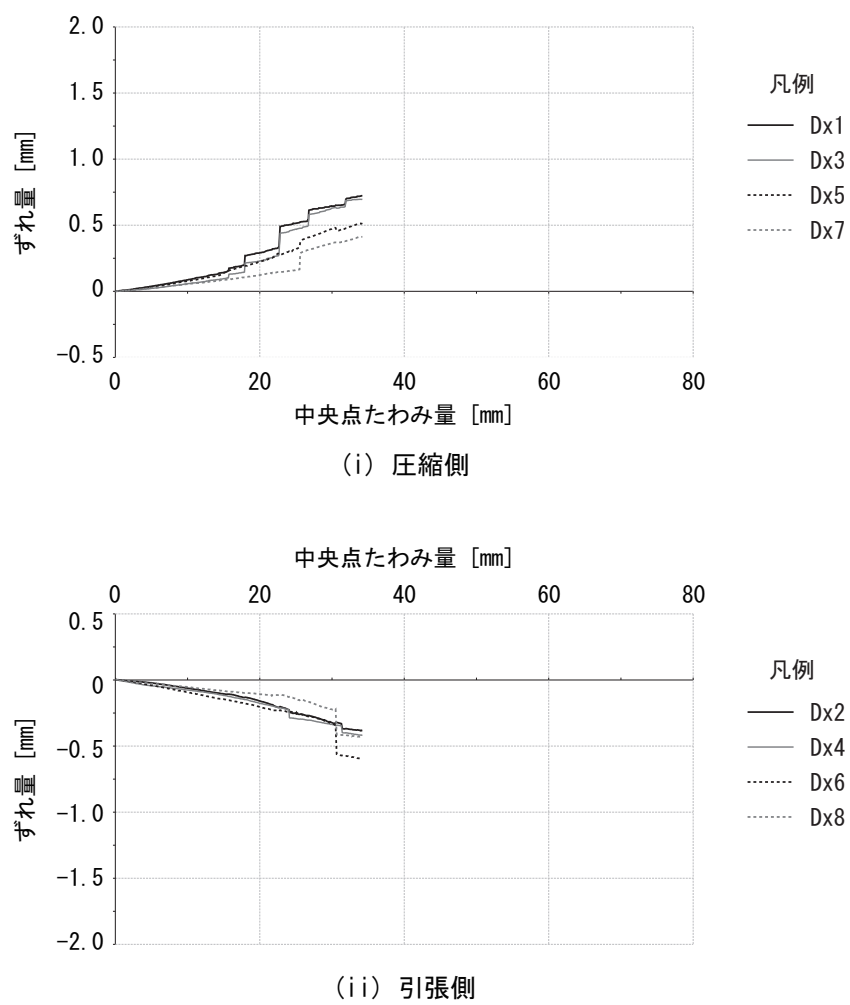 2.0
1.5
1.0
0.5
0
-0.5
ずれ量 [mm]
0 20 40 60 80
中央点たわみ量 [mm]
凡例
Dx1
Dx3
Dx5
Dx7
(i) 圧縮側
中央点たわみ量 [mm]
0 20 40 60 80
0.5
0
-0.5
-1.0
-1.5
-2.0
ずれ量 [mm]
凡例
Dx2
Dx4
Dx6
Dx8
(ii) 引張側